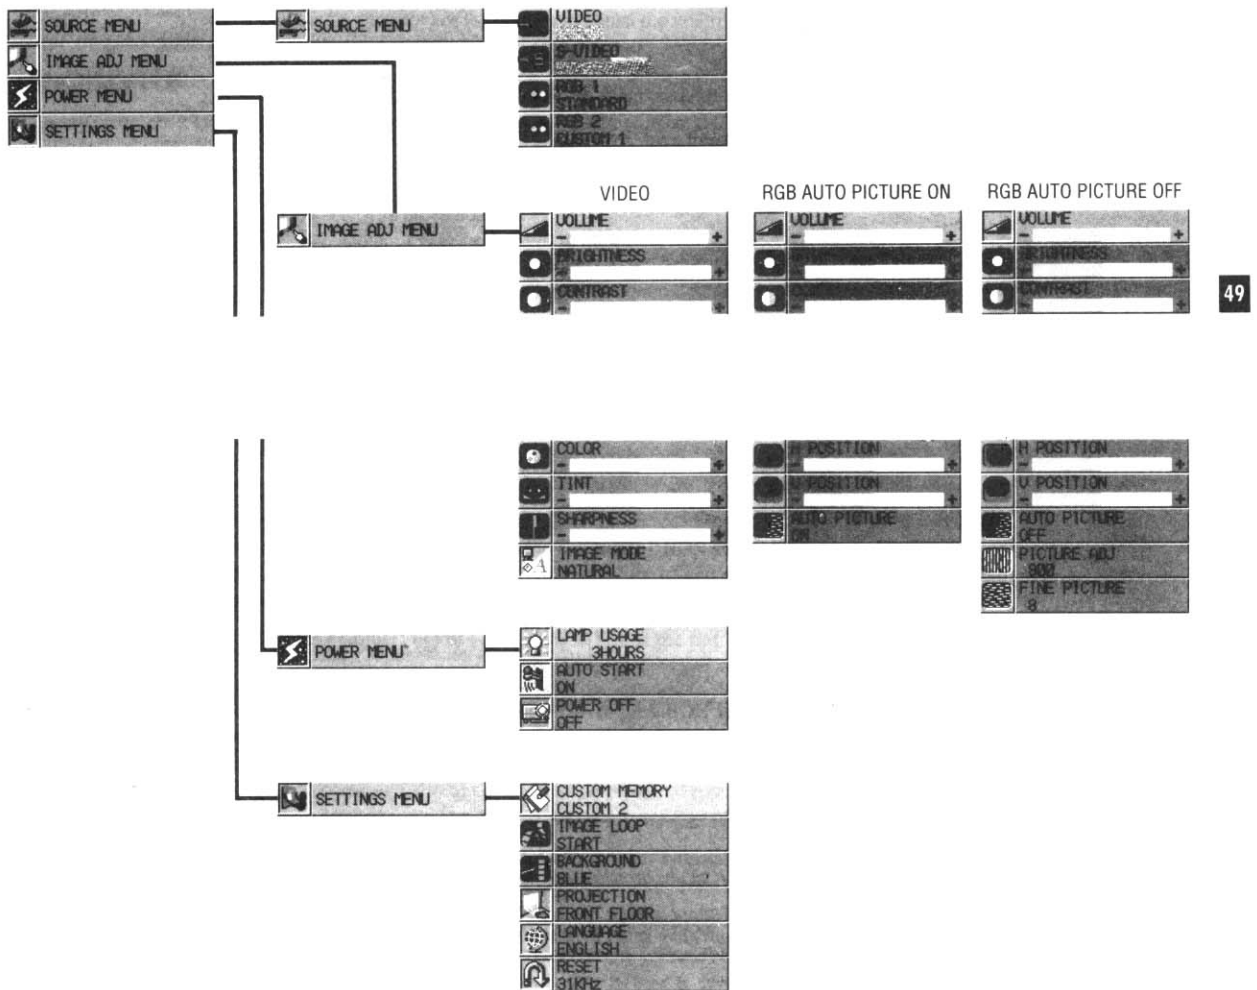 SOURCE MENU
IMAGE ADJ MENU
POWER MENU
SETTINGS MENU
SOURCE MENU
VIDEO
S-VIDEO
RGB 1
STANDARD
RGB 2
CUSTOM 1
VIDEO
RGB AUTO PICTURE ON
RGB AUTO PICTURE OFF
IMAGE ADJ MENU
VOLUME
- +
BRIGHTNESS
- +
CONTRAST
- +
VOLUME
- +
VOLUME
- +
BRIGHTNESS
- +
CONTRAST
- +
49
COLOR
- +
TINT
- +
SHARPNESS
- +
IMAGE MODE
NATURAL
H POSITION
- +
V POSITION
- +
AUTO PICTURE
ON
H POSITION
- +
V POSITION
- +
AUTO PICTURE
OFF
PICTURE ADJ
800
FINE PICTURE
8
POWER MENU
LAMP USAGE
3HOURS
AUTO START
ON
POWER OFF
OFF
SETTINGS MENU
CUSTOM MEMORY
CUSTOM 2
IMAGE LOOP
START
BACKGROUND
BLUE
PROJECTION
FRONT FLOOR
LANGUAGE
ENGLISH
RESET
31KHz